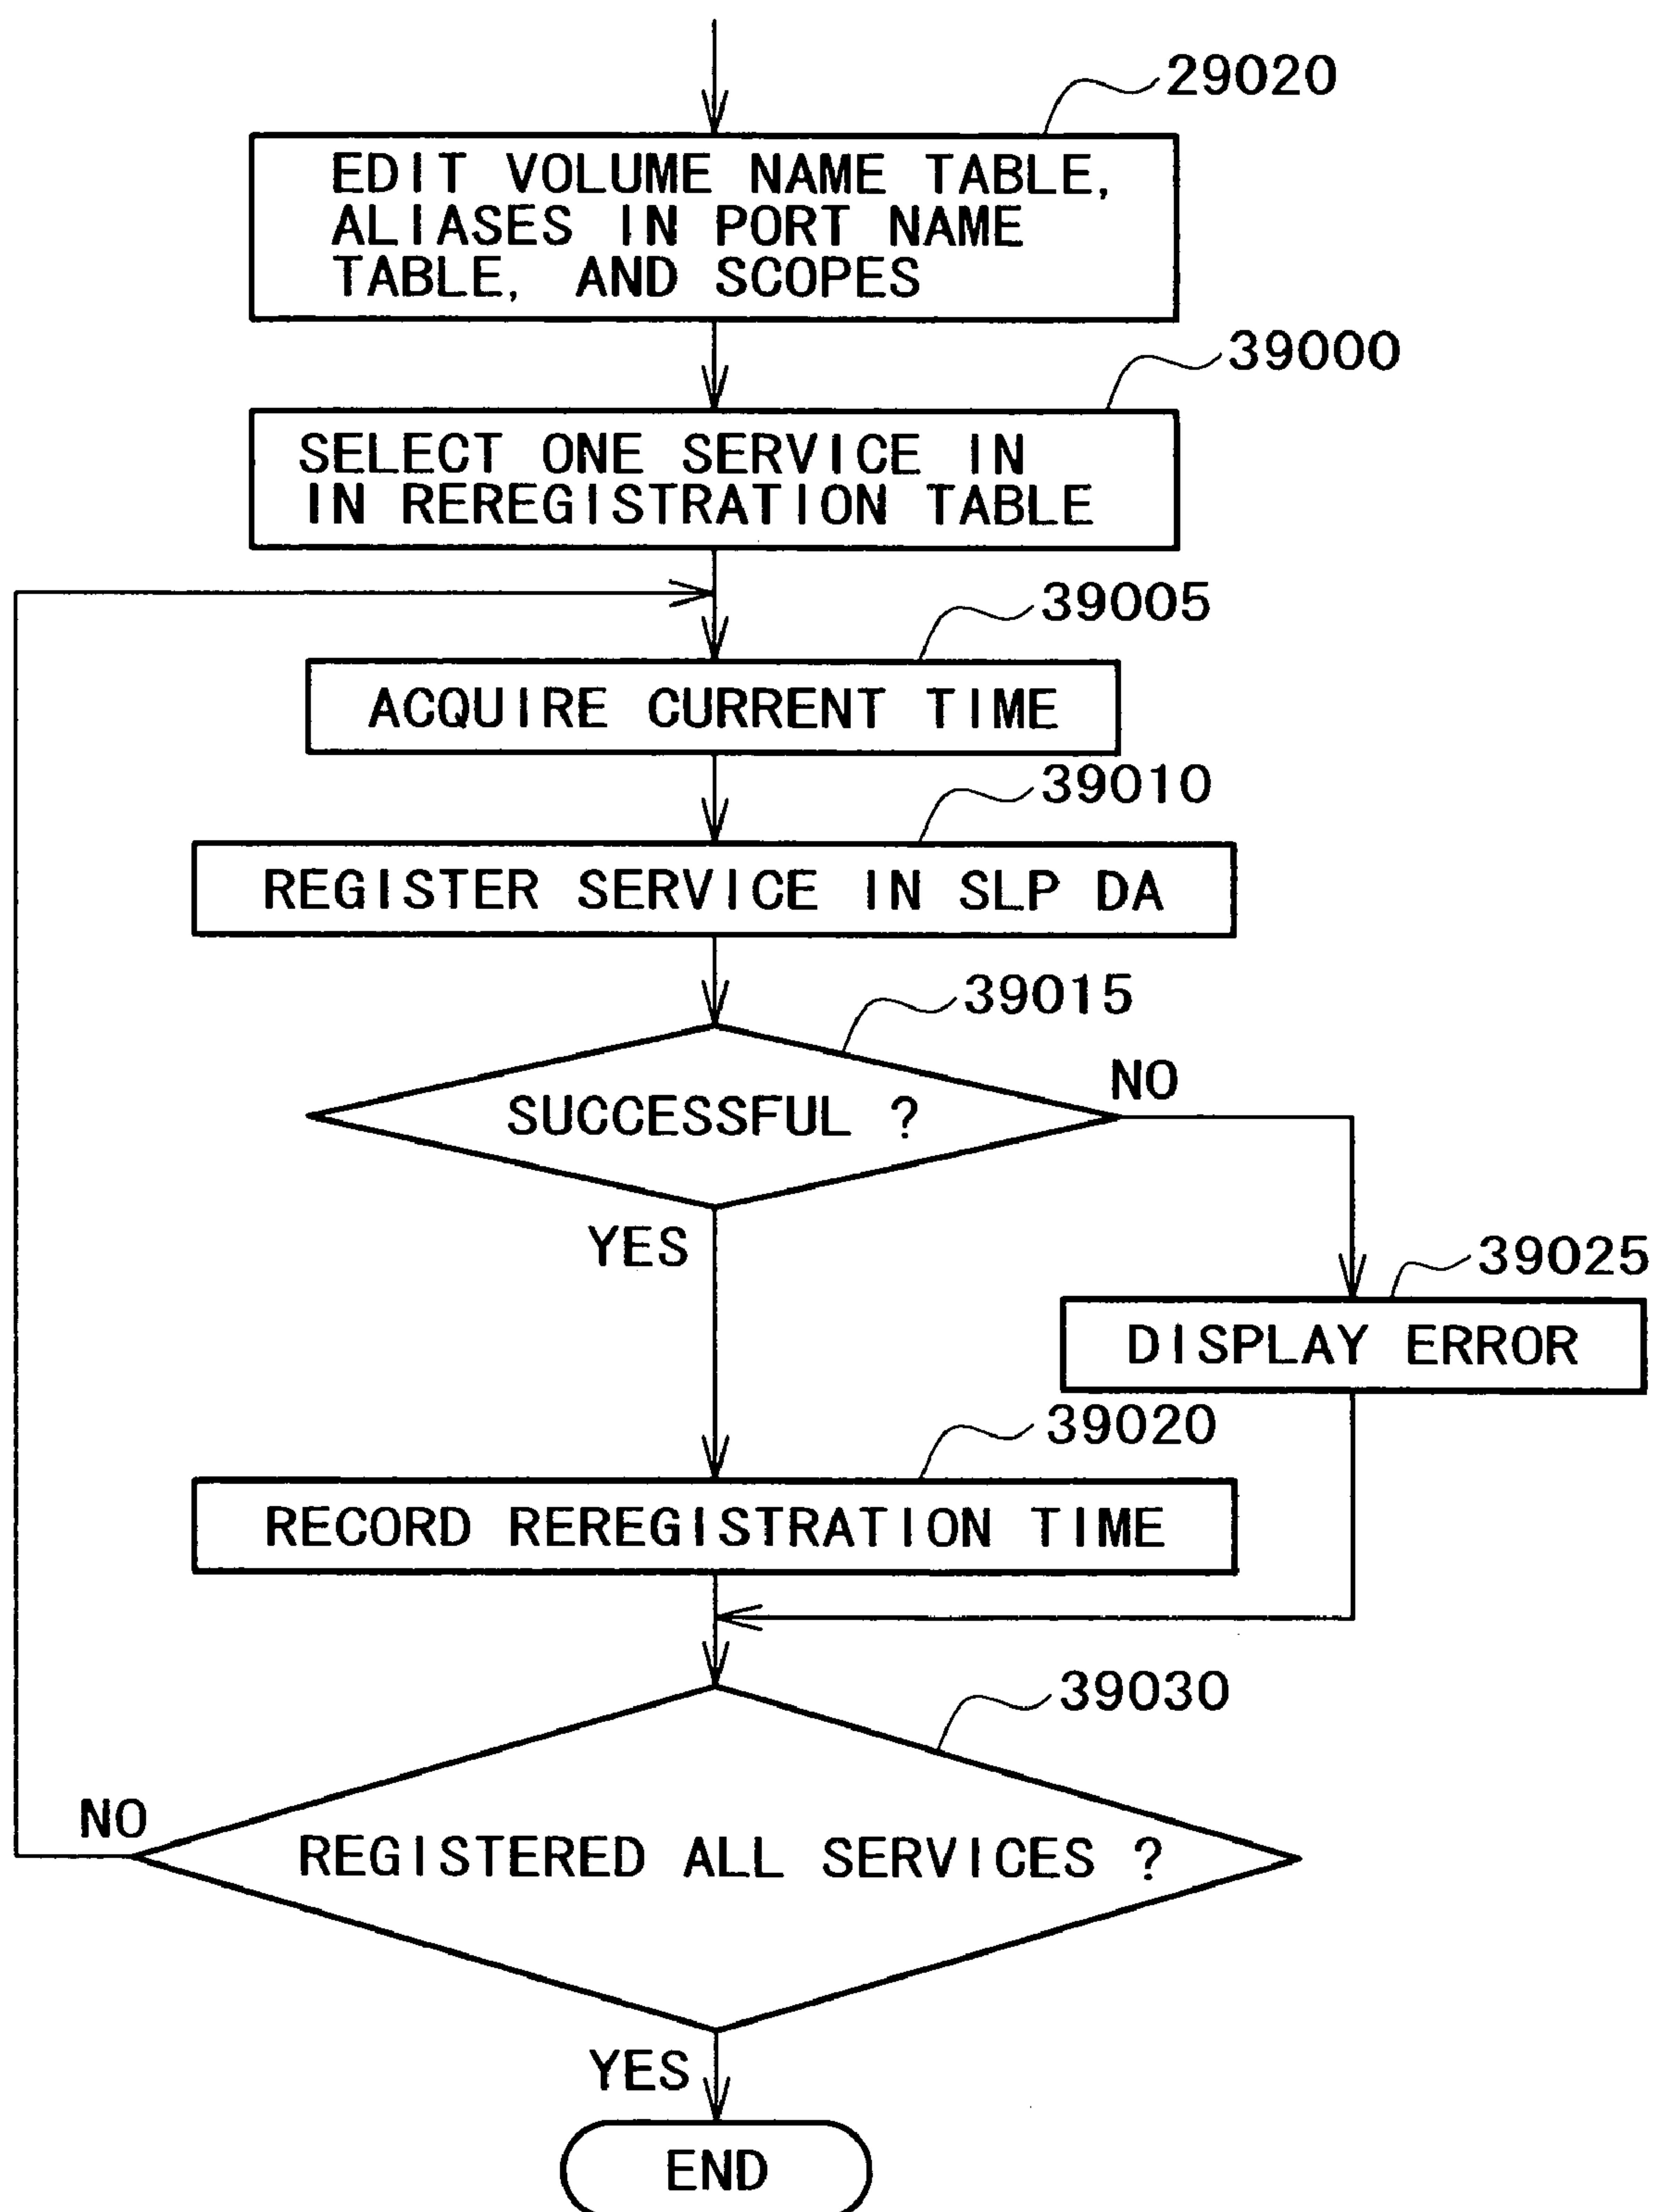 29020
EDIT VOLUME NAME TABLE,
ALIASES IN PORT NAME
TABLE, AND SCOPES
39000
SELECT ONE SERVICE IN
IN REREGISTRATION TABLE
39005
ACQUIRE CURRENT TIME
39010
REGISTER SERVICE IN SLP DA
39015
SUCCESSFUL ?
NO
YES
39025
DISPLAY ERROR
39020
RECORD REREGISTRATION TIME
39030
NO
REGISTERED ALL SERVICES ?
YES
END